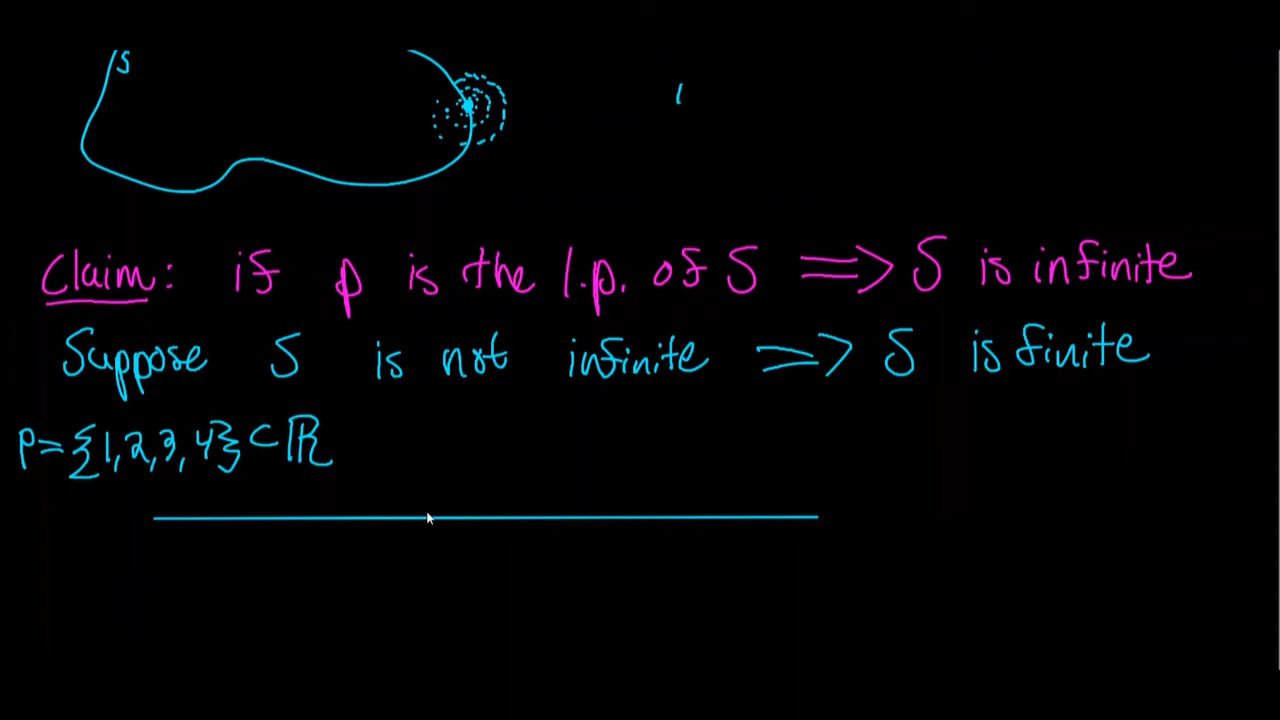 S
Claim: if p is the l.p. of S => S is infinite
Suppose S is not infinite => S is finite
P={1,2,3,4}⊂ℝ